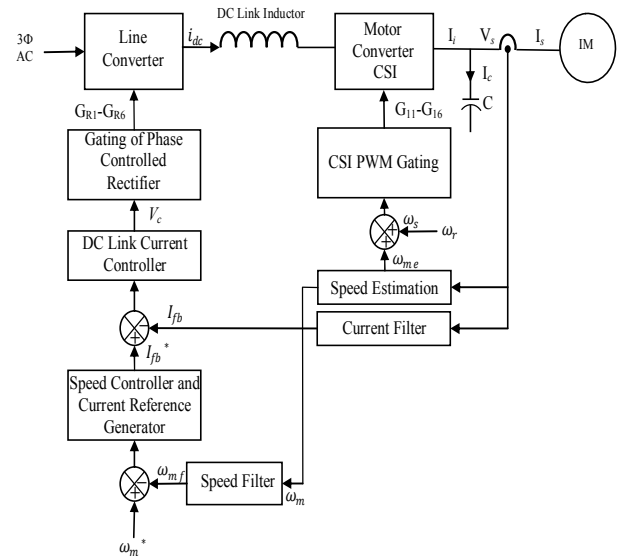 DC Link Inductor
3Φ
AC
Line
Converter
i_dc
Motor
Converter
CSI
I_i
V_s
I_s
IM
I_c
C
G_R1-G_R6
G_11-G_16
Gating of Phase
Controlled
Rectifier
CSI PWM Gating
V_c
ω_s
+
+
ω_r
DC Link Current
Controller
ω_me
Speed Estimation
I_fb
−
+
Current Filter
I_fb*
Speed Controller and
Current Reference
Generator
ω_mf
−
+
Speed Filter
ω_m
ω_m*